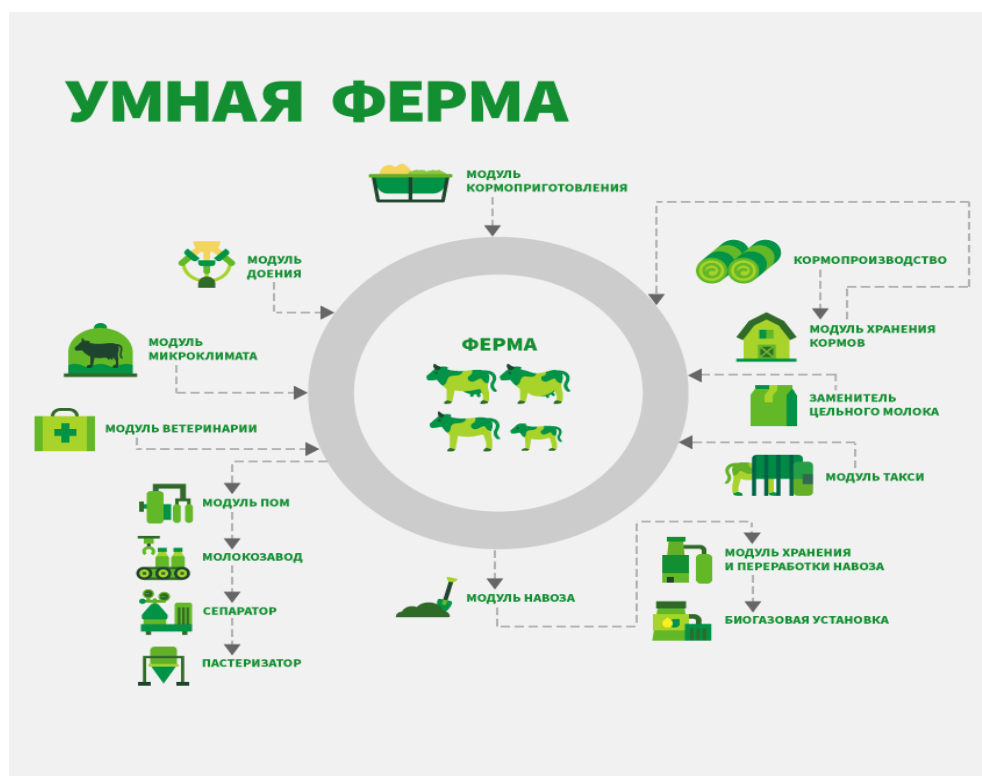 УМНАЯ ФЕРМА
МОДУЛЬ
КОРМОПРИГОТОВЛЕНИЯ
МОДУЛЬ
ДОЕНИЯ
МОДУЛЬ
МИКРОКЛИМАТА
МОДУЛЬ ВЕТЕРИНАРИИ
ФЕРМА
КОРМОПРОИЗВОДСТВО
МОДУЛЬ ХРАНЕНИЯ
КОРМОВ
ЗАМЕНИТЕЛЬ
ЦЕЛЬНОГО МОЛОКА
МОДУЛЬ ТАКСИ
МОДУЛЬ ПОМ
МОЛОКОЗАВОД
СЕПАРАТОР
ПАСТЕРИЗАТОР
МОДУЛЬ НАВОЗА
МОДУЛЬ ХРАНЕНИЯ
И ПЕРЕРАБОТКИ НАВОЗА
БИОГАЗОВАЯ УСТАНОВКА